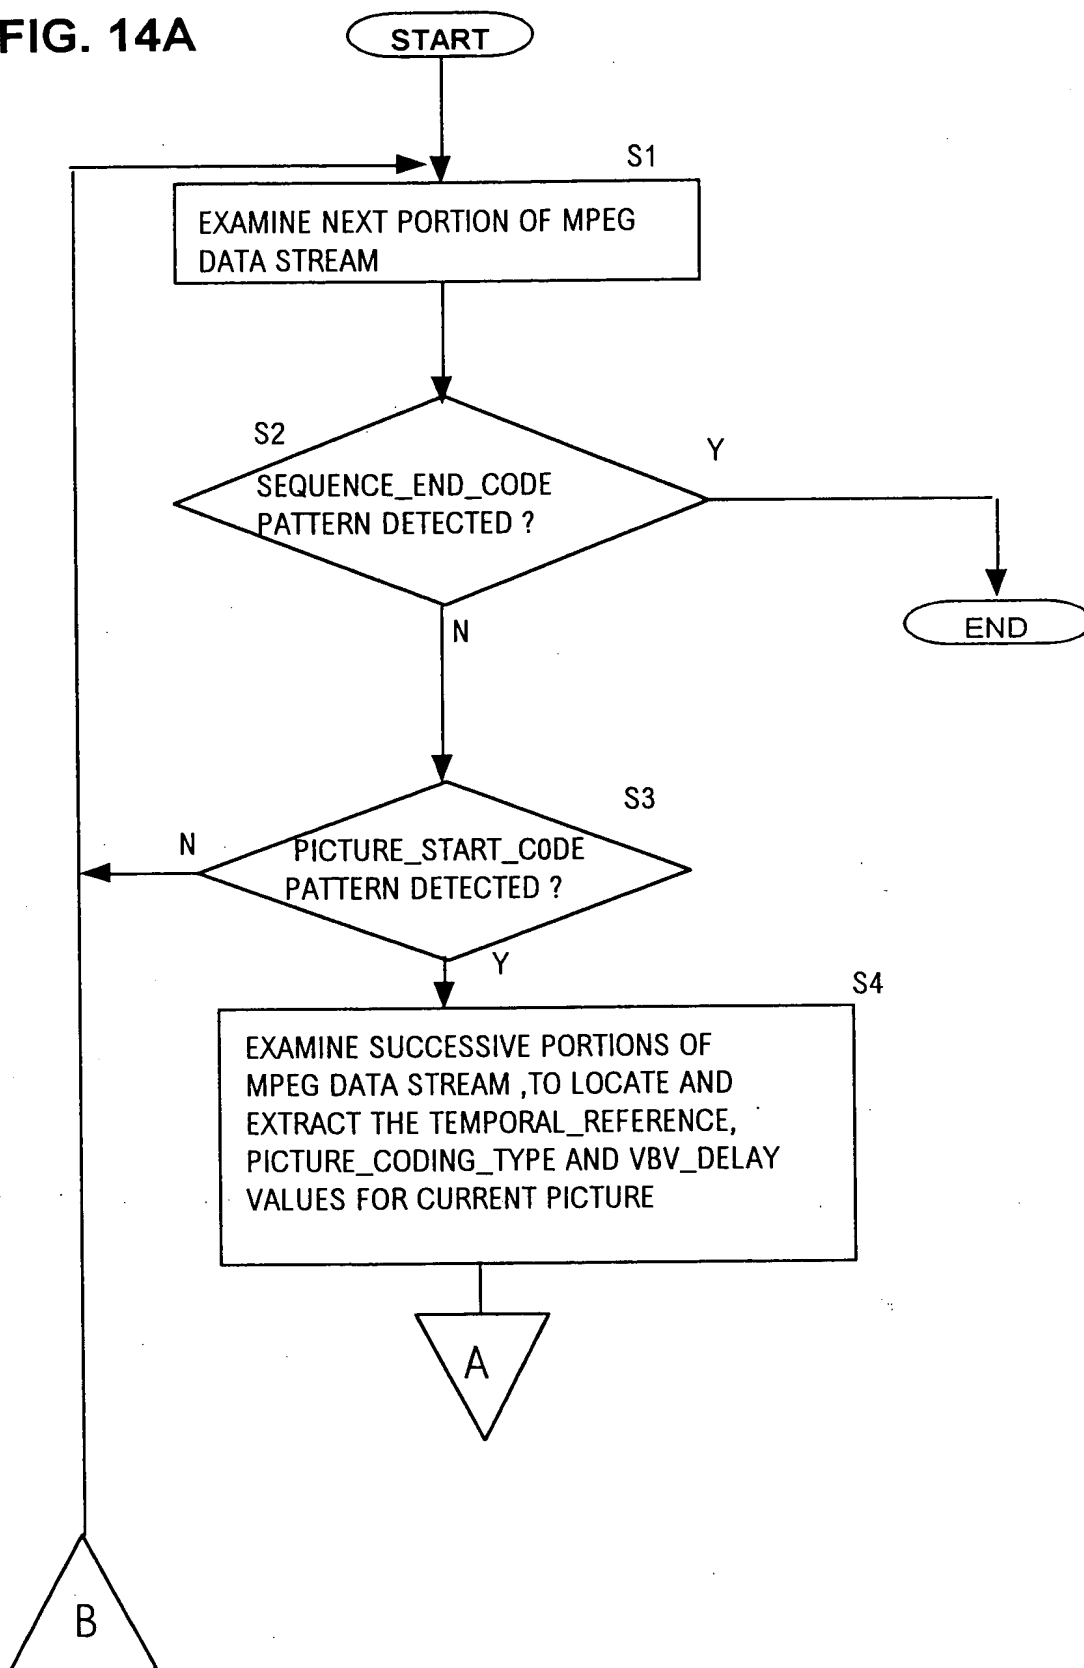 FIG. 14A
START
S1
EXAMINE NEXT PORTION OF MPEG
DATA STREAM
S2
Y
SEQUENCE_END_CODE
PATTERN DETECTED ?
END
N
S3
N
PICTURE_START_CODE
PATTERN DETECTED ?
Y
S4
EXAMINE SUCCESSIVE PORTIONS OF
MPEG DATA STREAM ,TO LOCATE AND
EXTRACT THE TEMPORAL_REFERENCE,
PICTURE_CODING_TYPE AND VBV_DELAY
VALUES FOR CURRENT PICTURE
A
B